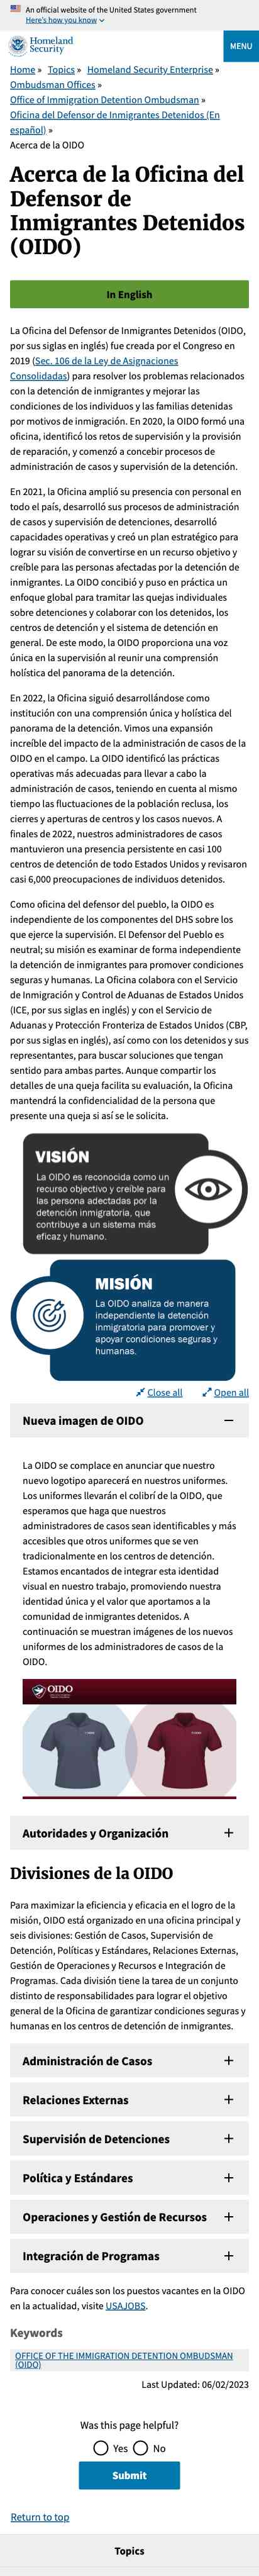 An official website of the United States government
Here's how you know
Homeland
Security
MENU
Home » Topics » Homeland Security Enterprise »
Ombudsman Offices »
Office of Immigration Detention Ombudsman »
Oficina del Defensor de Inmigrantes Detenidos (En
español) »
Acerca de la OIDO
Acerca de la Oficina del
Defensor de
Inmigrantes Detenidos
(OIDO)
In English
La Oficina del Defensor de Inmigrantes Detenidos (OIDO,
por sus siglas en inglés) fue creada por el Congreso en
2019 (Sec. 106 de la Ley de Asignaciones
Consolidadas) para resolver los problemas relacionados
con la detención de inmigrantes y mejorar las
condiciones de los individuos y las familias detenidas
por motivos de inmigración. En 2020, la OIDO formó una
oficina, identificó los retos de supervisión y la provisión
de reparación, y comenzó a concebir procesos de
administración de casos y supervisión de la detención.
En 2021, la Oficina amplió su presencia con personal en
todo el país, desarrolló sus procesos de administración
de casos y supervisión de detenciones, desarrolló
capacidades operativas y creó un plan estratégico para
lograr su visión de convertirse en un recurso objetivo y
creíble para las personas afectadas por la detención de
inmigrantes. La OIDO concibió y puso en práctica un
enfoque global para tramitar las quejas individuales
sobre detenciones y colaborar con los detenidos, los
centros de detención y el sistema de detención en
general. De este modo, la OIDO proporciona una voz
única en la supervisión al reunir una comprensión
holística del panorama de la detención.
En 2022, la Oficina siguió desarrollándose como
institución con una comprensión única y holística del
panorama de la detención. Vimos una expansión
increíble del impacto de la administración de casos de la
OIDO en el campo. La OIDO identificó las prácticas
operativas más adecuadas para llevar a cabo la
administración de casos, teniendo en cuenta al mismo
tiempo las fluctuaciones de la población reclusa, los
cierres y aperturas de centros y los casos nuevos. A
finales de 2022, nuestros administradores de casos
mantuvieron una presencia persistente en casi 100
centros de detención de todo Estados Unidos y revisaron
casi 6,000 preocupaciones de individuos detenidos.
Como oficina del defensor del pueblo, la OIDO es
independiente de los componentes del DHS sobre los
que ejerce la supervisión. El Defensor del Pueblo es
neutral; su misión es examinar de forma independiente
la detención de inmigrantes para promover condiciones
seguras y humanas. La Oficina colabora con el Servicio
de Inmigración y Control de Aduanas de Estados Unidos
(ICE, por sus siglas en inglés) y con el Servicio de
Aduanas y Protección Fronteriza de Estados Unidos (CBP,
por sus siglas en inglés), así como con los detenidos y sus
representantes, para buscar soluciones que tengan
sentido para ambas partes. Aunque compartir los
detalles de una queja facilita su evaluación, la Oficina
mantendrá la confidencialidad de la persona que
presente una queja si así se le solicita.
VISIÓN
La OIDO es reconocida como un
recurso objetivo y creíble para
las persona adectadas por la
detención inmigratoria, que
contribuye an sistema más
eficaz y humano.
MISIÓN
La OIDO analiza de manera
independiente la detención
inmigratoria para promover y
apoyar condiciones seguras y
humanas.
Close all Open all
Nueva imagen de OIDO
La OIDO se complace en anunciar que nuestro
nuevo logotipo aparecerá en nuestros uniformes.
Los uniformes llevarán el colibrí de la OIDO, que
esperamos que haga que nuestros
administradores de casos sean identificables y más
accesibles que otros uniformes que se ven
tradicionalmente en los centros de detención.
Estamos encantados de integrar esta identidad
visual en nuestro trabajo, promoviendo nuestra
identidad única y el valor que aportamos a la
comunidad de inmigrantes detenidos. A
continuación se muestran imágenes de los nuevos
uniformes de los administradores de casos de la
OIDO.
OIDO
Autoridades y Organización
Divisiones de la OIDO
Para maximizar la eficiencia y eficacia en el logro de la
misión, OIDO está organizado en una oficina principal y
seis divisiones: Gestión de Casos, Supervisión de
Detención, Políticas y Estándares, Relaciones Externas,
Gestión de Operaciones y Recursos e Integración de
Programas. Cada división tiene la tarea de un conjunto
distinto de responsabilidades para lograr el objetivo
general de la Oficina de garantizar condiciones seguras y
humanas en los centros de detención de inmigrantes.
Administración de Casos
Relaciones Externas
Supervisión de Detenciones
Política y Estándares
Operaciones y Gestión de Recursos
Integración de Programas
Para conocer cuáles son los puestos vacantes en la OIDO
en la actualidad, visite USAJOBS.
Keywords
OFFICE OF THE IMMIGRATION DETENTION OMBUDSMAN
(OIDO)
Last Updated: 06/02/2023
Was this page helpful?
Yes No
Submit
Return to top
Topics